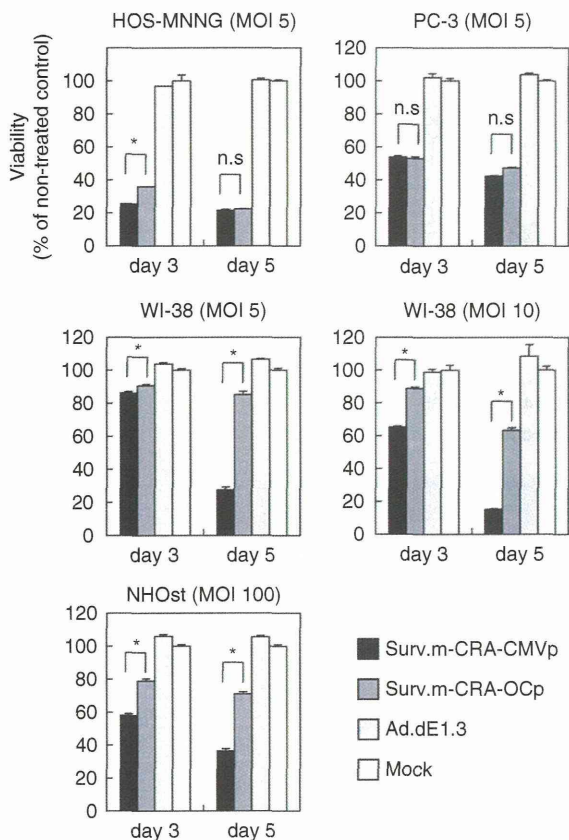 HOS-MNNG (MOI 5)
Viability
(% of non-treated control)
120
100
80
60
40
20
0
*
n.s
day 3
day 5
PC-3 (MOI 5)
120
100
80
60
40
20
0
n.s
n.s
day 3
day 5
WI-38 (MOI 5)
120
100
80
60
40
20
0
*
*
day 3
day 5
WI-38 (MOI 10)
120
100
80
60
40
20
0
*
*
day 3
day 5
NHOst (MOI 100)
120
100
80
60
40
20
0
*
*
day 3
day 5
Surv.m-CRA-CMVp
Surv.m-CRA-OCp
Ad.dE1.3
Mock